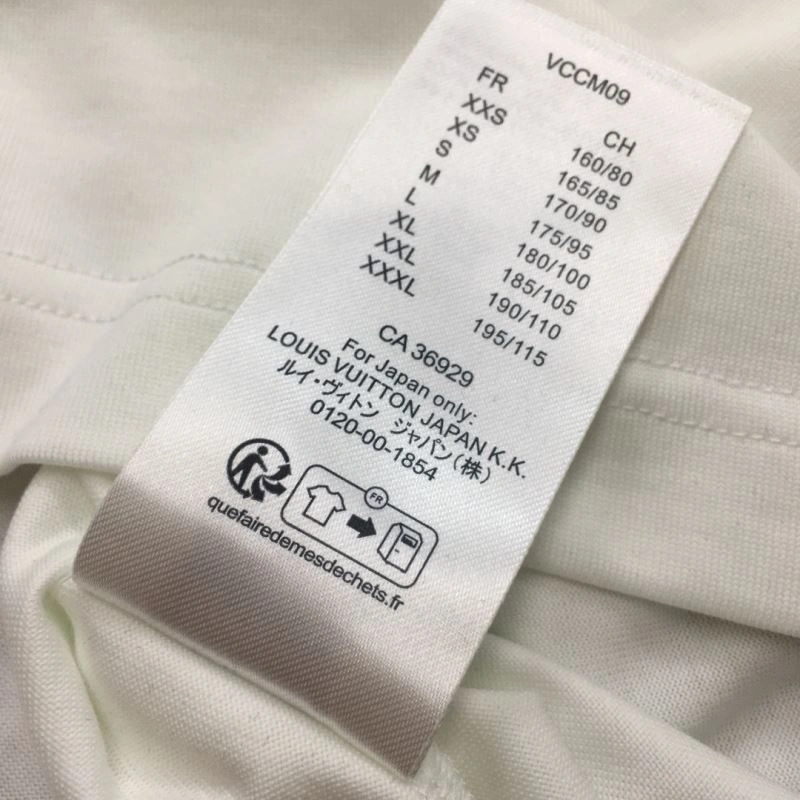 VCCM09
FR CH
XXS 160/80
XS 165/85
S 170/90
M 175/95
L 180/100
XL 185/105
XXL 190/110
XXXL 195/115
CA 36929
For Japan only:
LOUIS VUITTON JAPAN K.K.
ルイ・ヴィトン ジャパン(株)
0120-00-1854
FR
quefairedemesdechets.fr